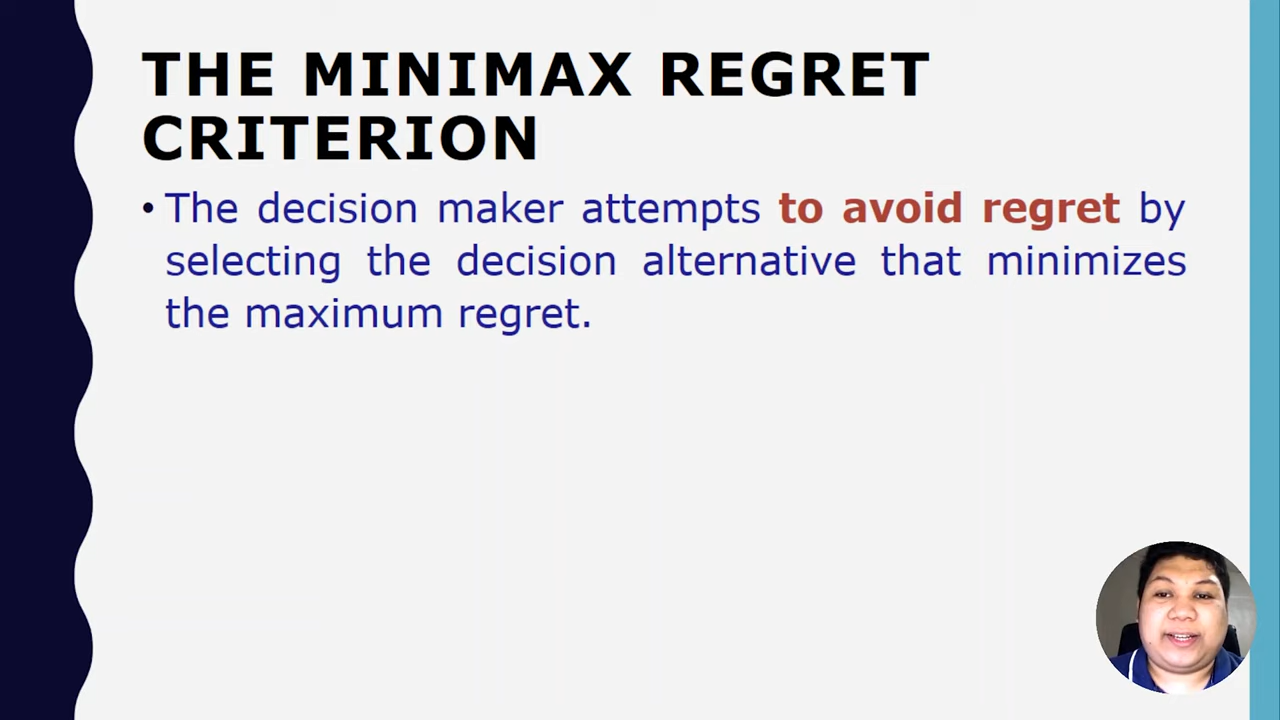 THE MINIMAX REGRET
CRITERION
• The decision maker attempts to avoid regret by
selecting the decision alternative that minimizes
the maximum regret.